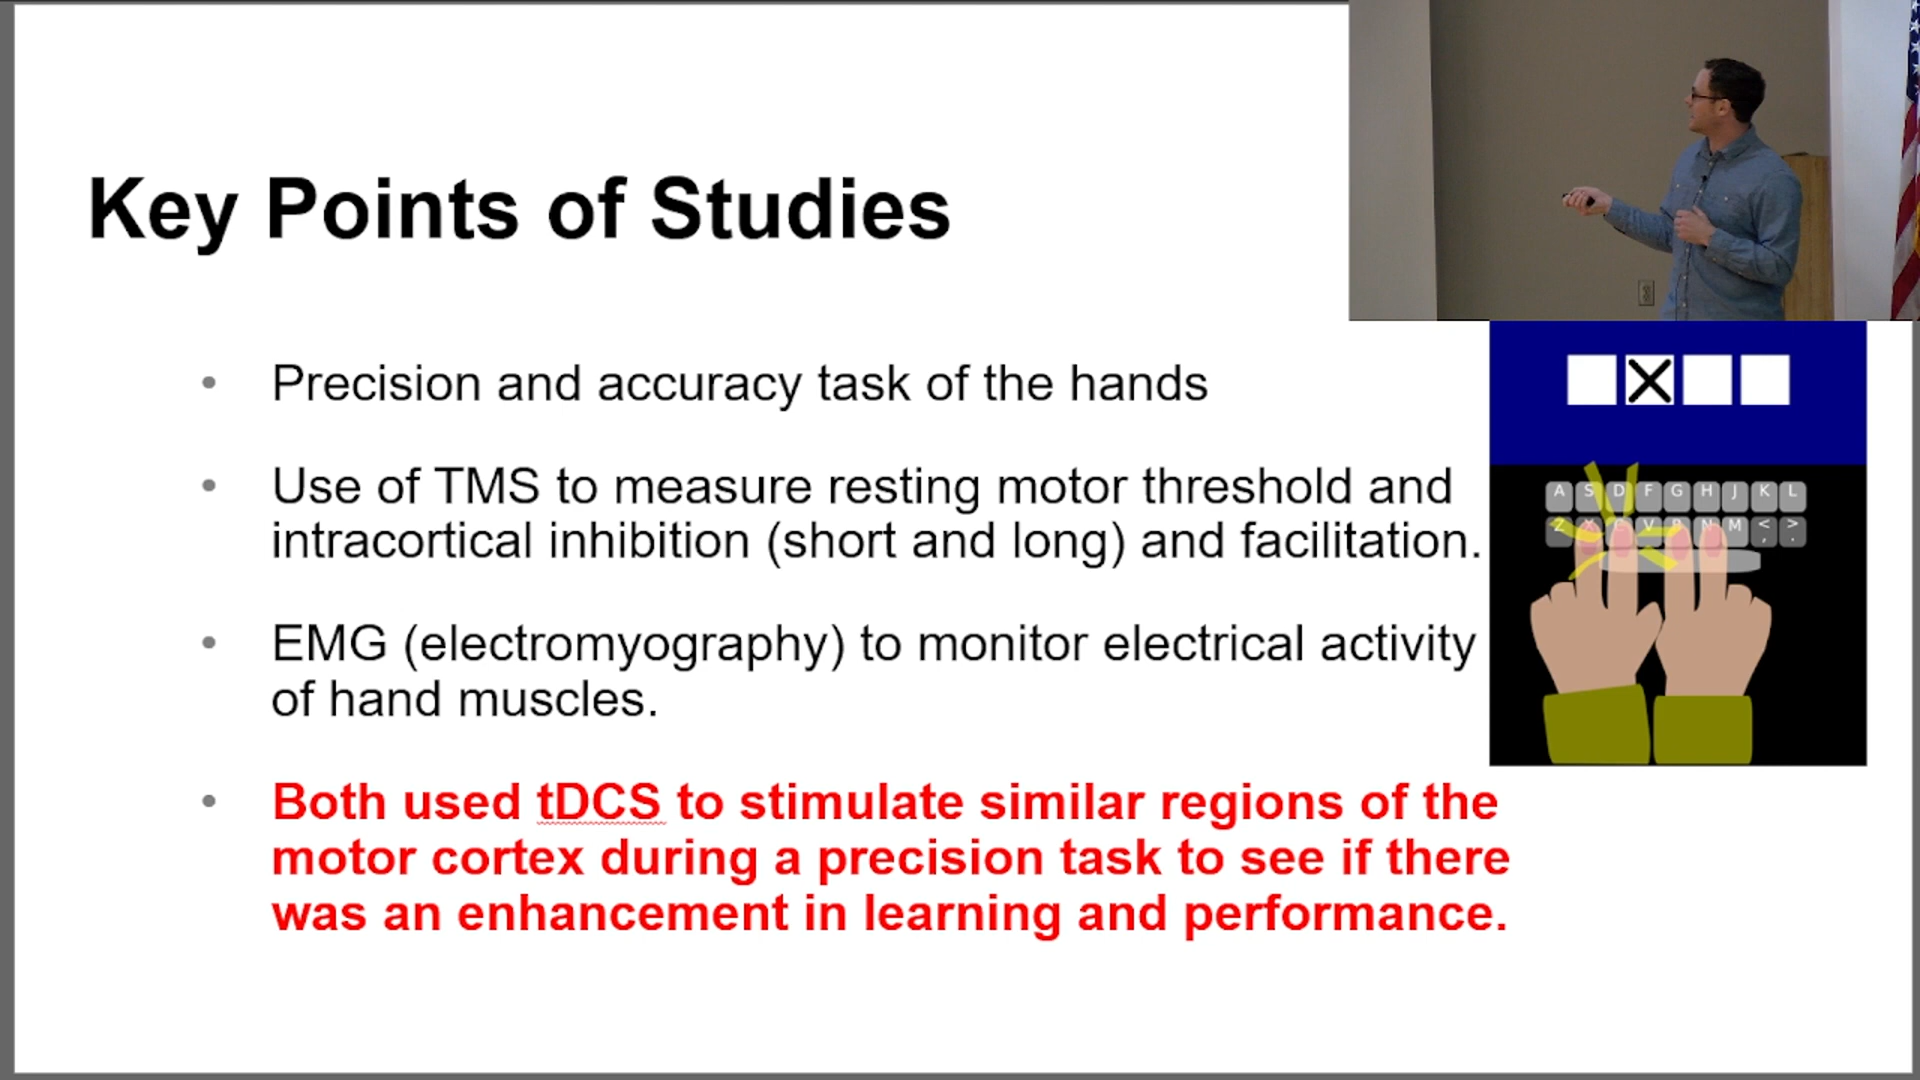 Key Points of Studies
• Precision and accuracy task of the hands
• Use of TMS to measure resting motor threshold and
intracortical inhibition (short and long) and facilitation.
• EMG (electromyography) to monitor electrical activity
of hand muscles.
• Both used tDCS to stimulate similar regions of the
motor cortex during a precision task to see if there
was an enhancement in learning and performance.
A S D F G H J K L
Z X V B N M < >
, .